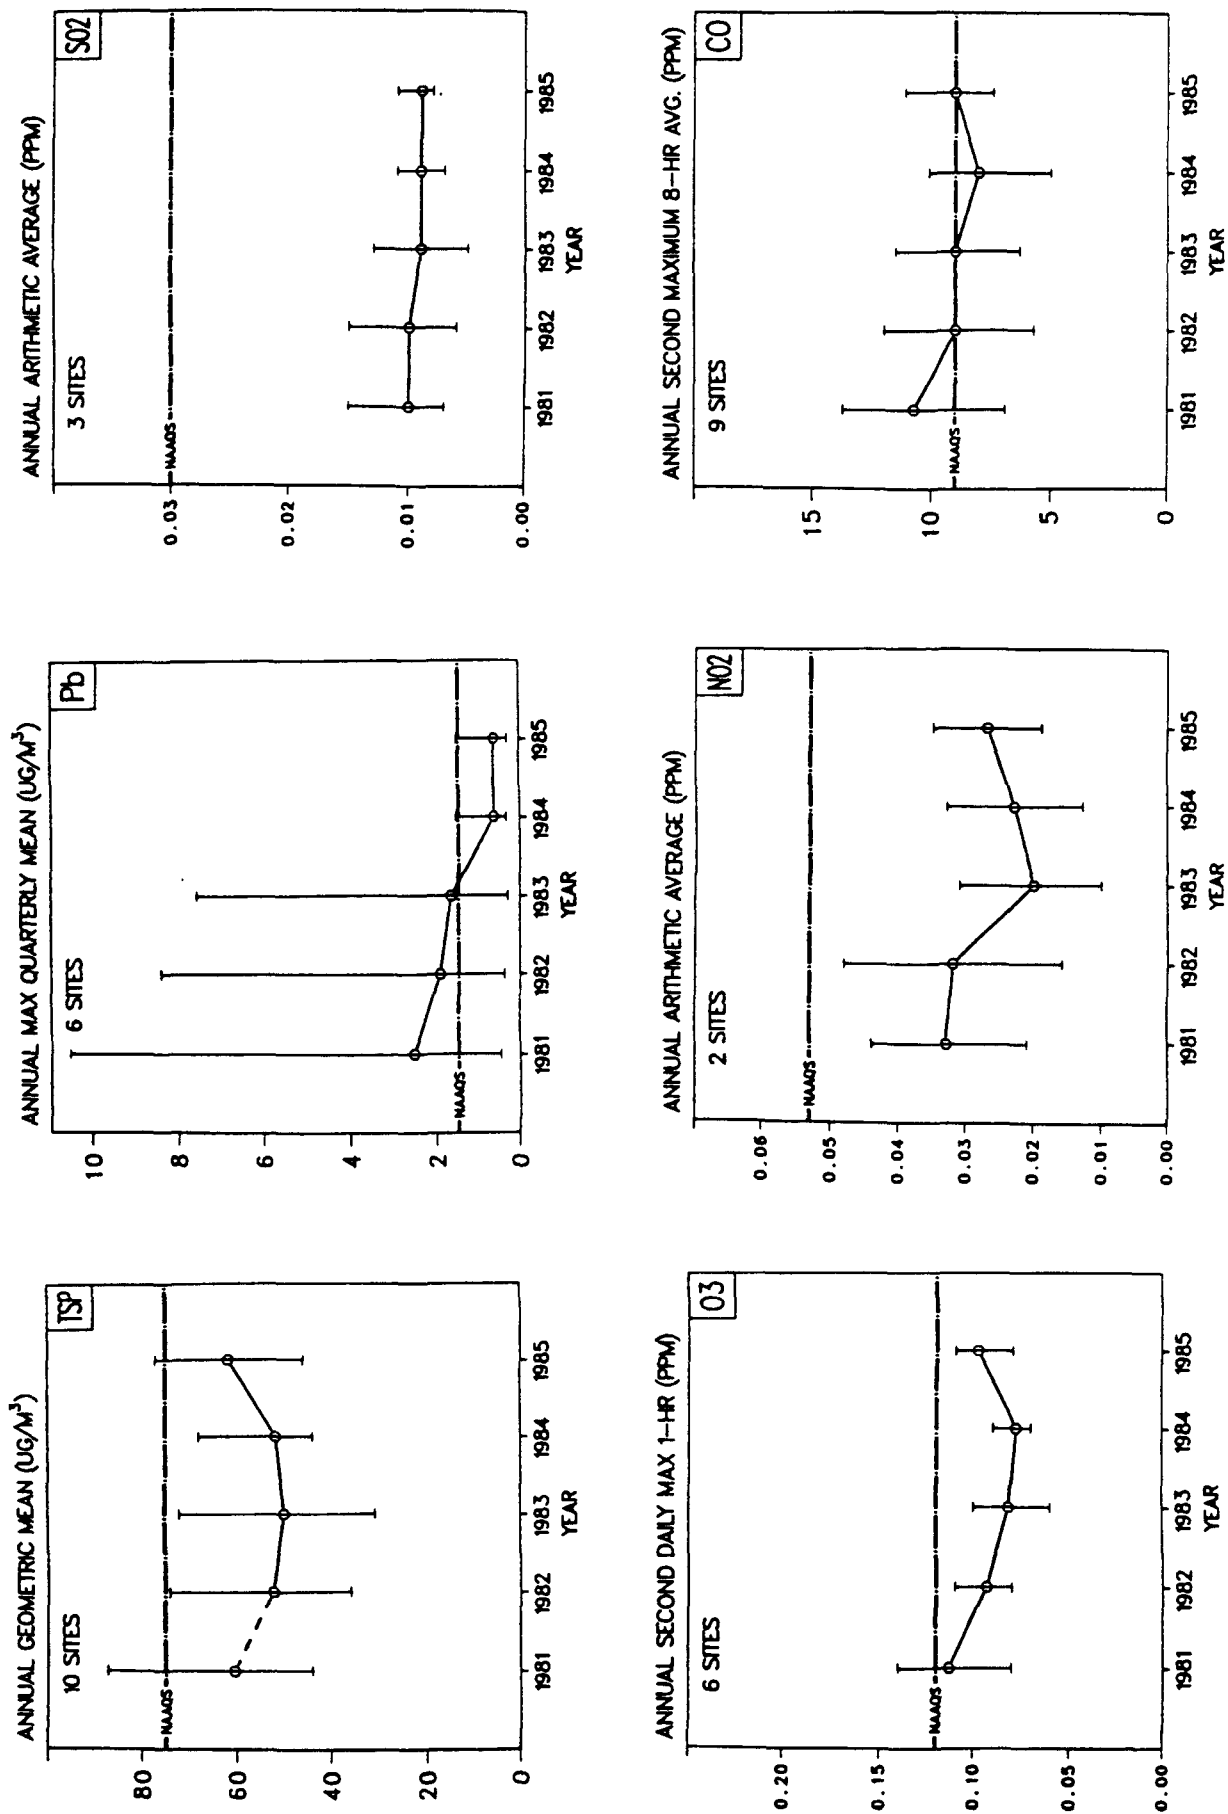 ANNUAL GEOMETRIC MEAN (UG/M³)
TSP
10 SITES
NAAQS
80
60
40
20
0
1981 1982 1983 1984 1985
YEAR
ANNUAL MAX QUARTERLY MEAN (UG/M³)
Pb
6 SITES
NAAQS
10
8
6
4
2
0
1981 1982 1983 1984 1985
YEAR
ANNUAL ARITHMETIC AVERAGE (PPM)
SO2
3 SITES
NAAQS
0.03
0.02
0.01
0.00
1981 1982 1983 1984 1985
YEAR
ANNUAL SECOND DAILY MAX 1-HR (PPM)
O3
6 SITES
NAAQS
0.20
0.15
0.10
0.05
0.00
1981 1982 1983 1984 1985
YEAR
ANNUAL ARITHMETIC AVERAGE (PPM)
NO2
2 SITES
NAAQS
0.06
0.05
0.04
0.03
0.02
0.01
0.00
1981 1982 1983 1984 1985
YEAR
ANNUAL SECOND MAXIMUM 8-HR AVG. (PPM)
CO
9 SITES
NAAQS
15
10
5
0
1981 1982 1983 1984 1985
YEAR